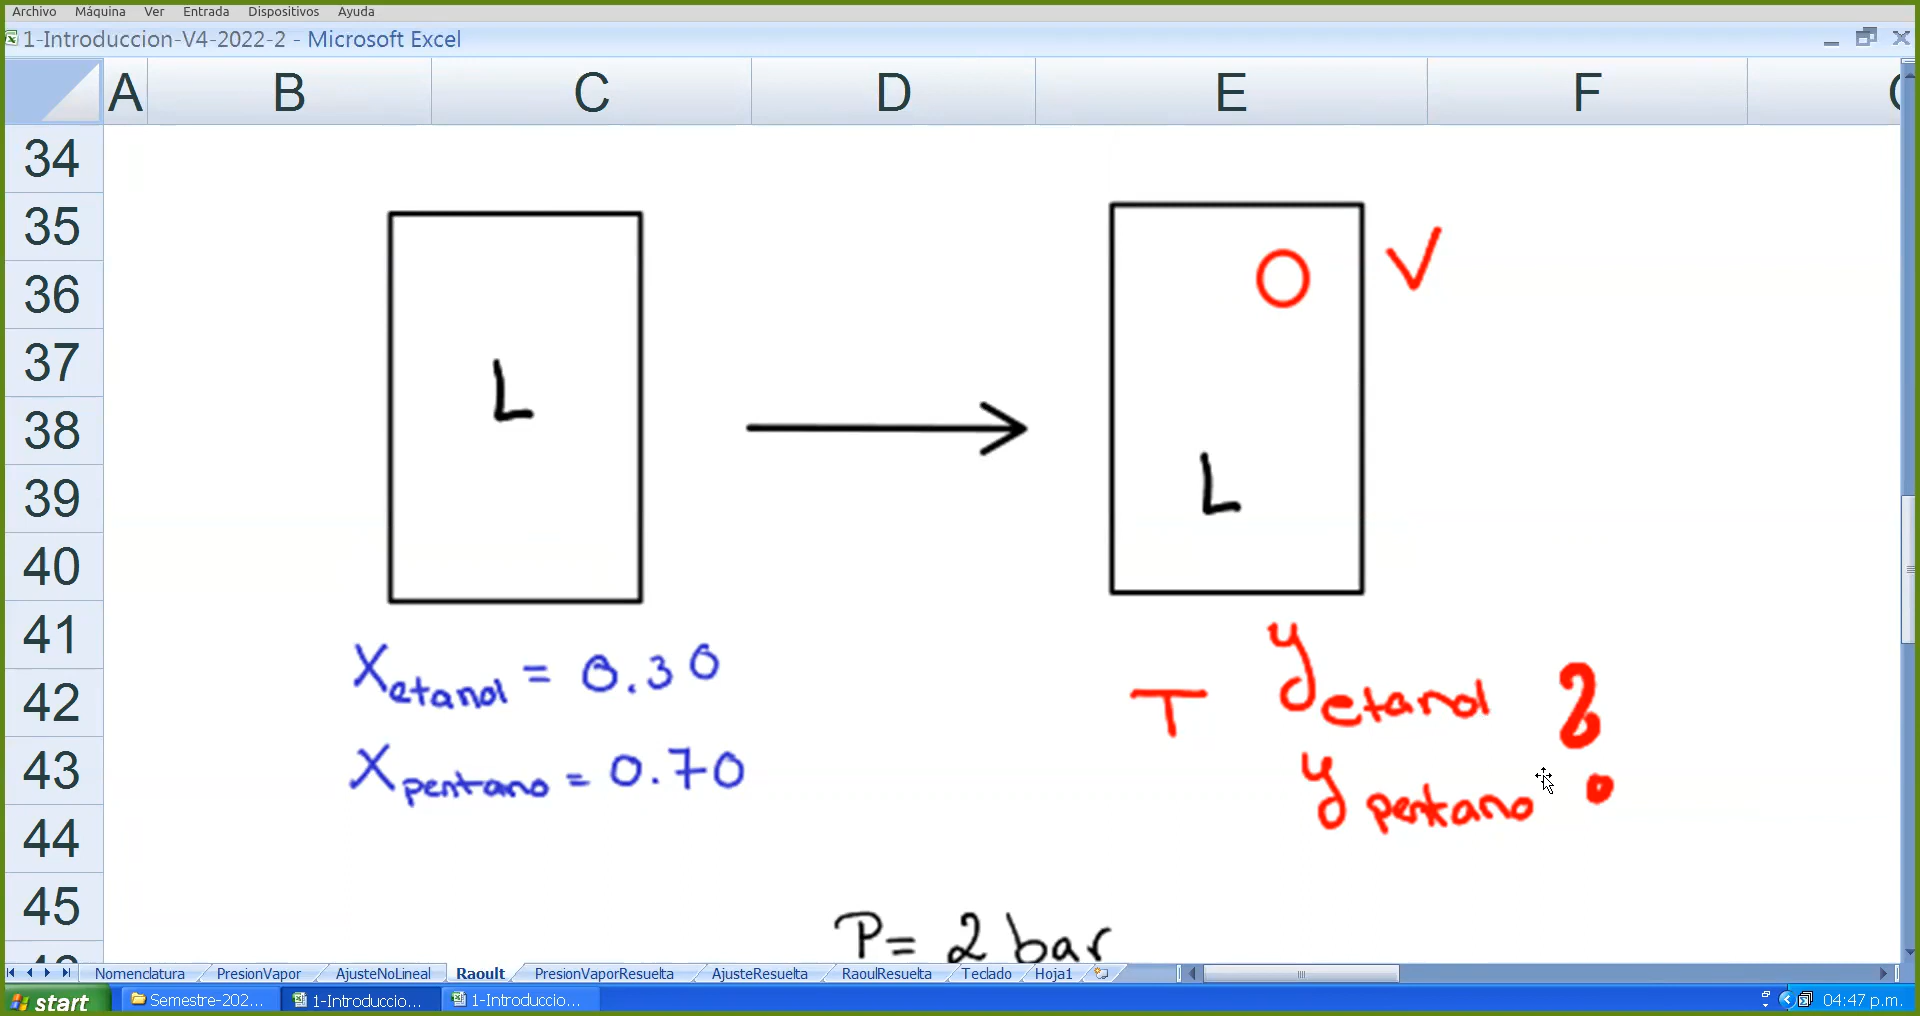 Archivo Máquina Ver Entrada Dispositivos Ayuda
1-Introduccion-V4-2022-2 - Microsoft Excel
A B C D E F
34
35
36
37
38
39
40
41
42
43
44
45
L
O V
L
Xetanol = 0.30
Xpentano = 0.70
T yetanol ?
ypentano
P= 2 bar
Nomenclatura PresionVapor AjusteNoLineal Raoult PresionVaporResuelta AjusteResuelta RaoulResuelta Teclado Hoja1
start Semestre-202... 1-Introduccio... 1-Introduccio... 04:47 p.m.